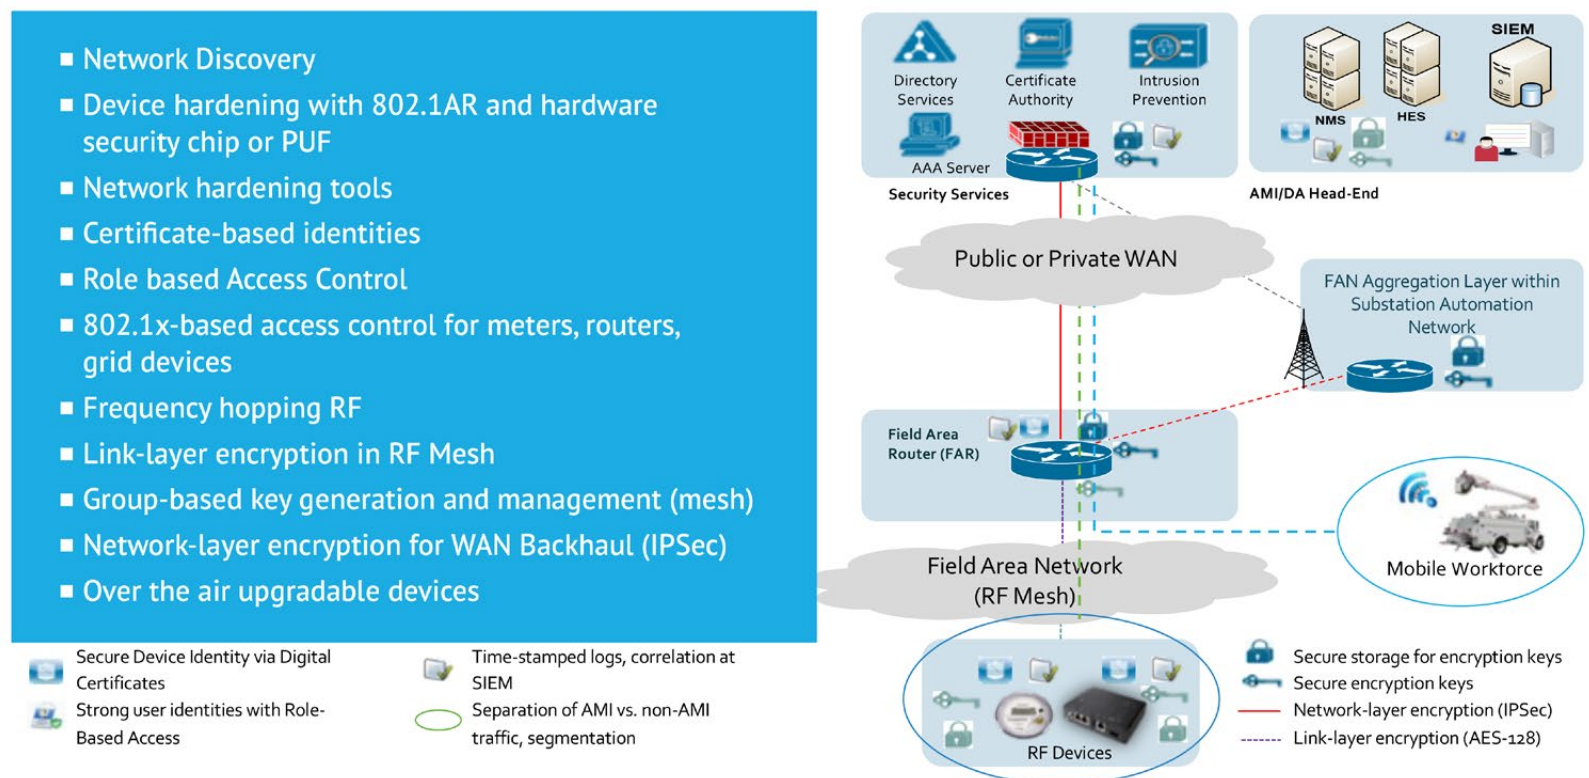 Network Discovery
Device hardening with 802.1AR and hardware
security chip or PUF
Network hardening tools
Certificate-based identities
Role based Access Control
802.1x-based access control for meters, routers,
grid devices
Frequency hopping RF
Link-layer encryption in RF Mesh
Group-based key generation and management (mesh)
Network-layer encryption for WAN Backhaul (IPSec)
Over the air upgradable devices
Secure Device Identity via Digital
Certificates
Strong user identities with Role-
Based Access
Time-stamped logs, correlation at
SIEM
Separation of AMI vs. non-AMI
traffic, segmentation
Directory
Services
Certificate
Authority
Intrusion
Prevention
AAA Server
Security Services
SIEM
NMS
HES
AMI/DA Head-End
Public or Private WAN
FAN Aggregation Layer within
Substation Automation
Network
Field Area
Router (FAR)
Mobile Workforce
Field Area Network
(RF Mesh)
RF Devices
Secure storage for encryption keys
Secure encryption keys
Network-layer encryption (IPSec)
Link-layer encryption (AES-128)